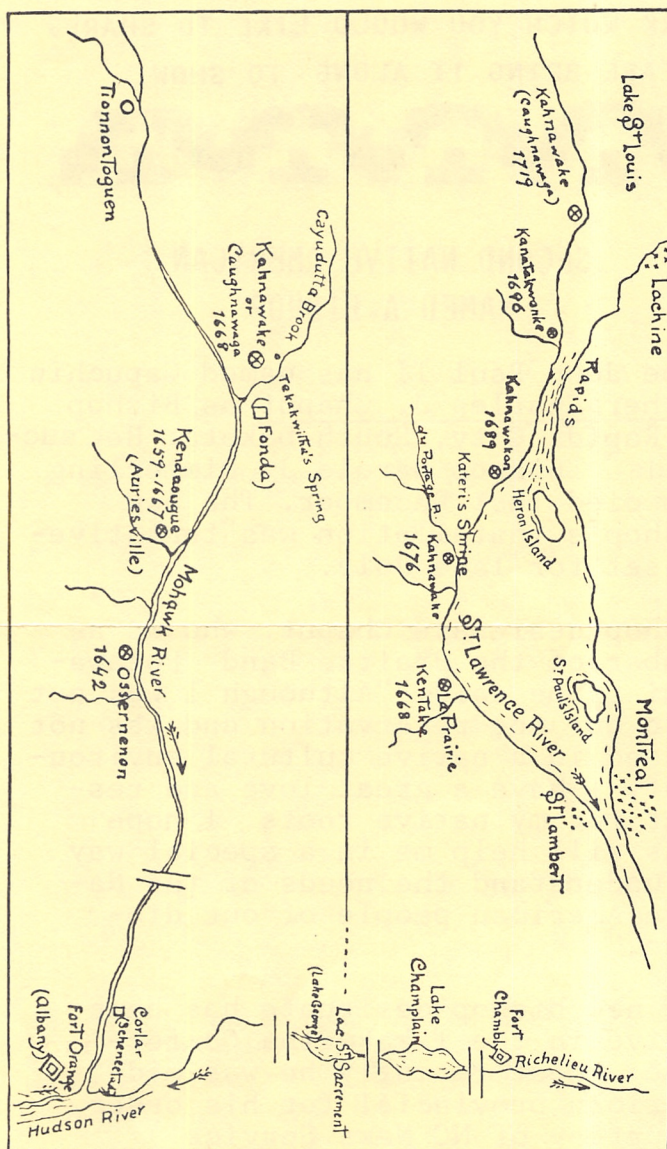 Lake St Louis
Lachine
Kahnawake
(Caughnawaga)
1719
Kanatakwenke
1696
Rapids
Kahnawakon
1689
Heron Island
du Portage R.
Kateri's Shrine
Kahnawake
1676
St Lawrence River
St Paul's Island
Montreal
La Prairie
Kentake
1668
St Lambert
TionnonToguen
Cayudutta Brook
Kahnawake
or
Caughnawaga
1668
Tekakwitha's Spring
Fonda
Kendaougue
1659-1667
(Auriesville)
Mohawk River
Ossernenon
1642
Corlar
(Schenectady)
Fort Orange
(Albany)
Hudson River
Lac St Sacrement
(Lake George)
Lake
Champlain
Fort
Chambly
Richelieu River